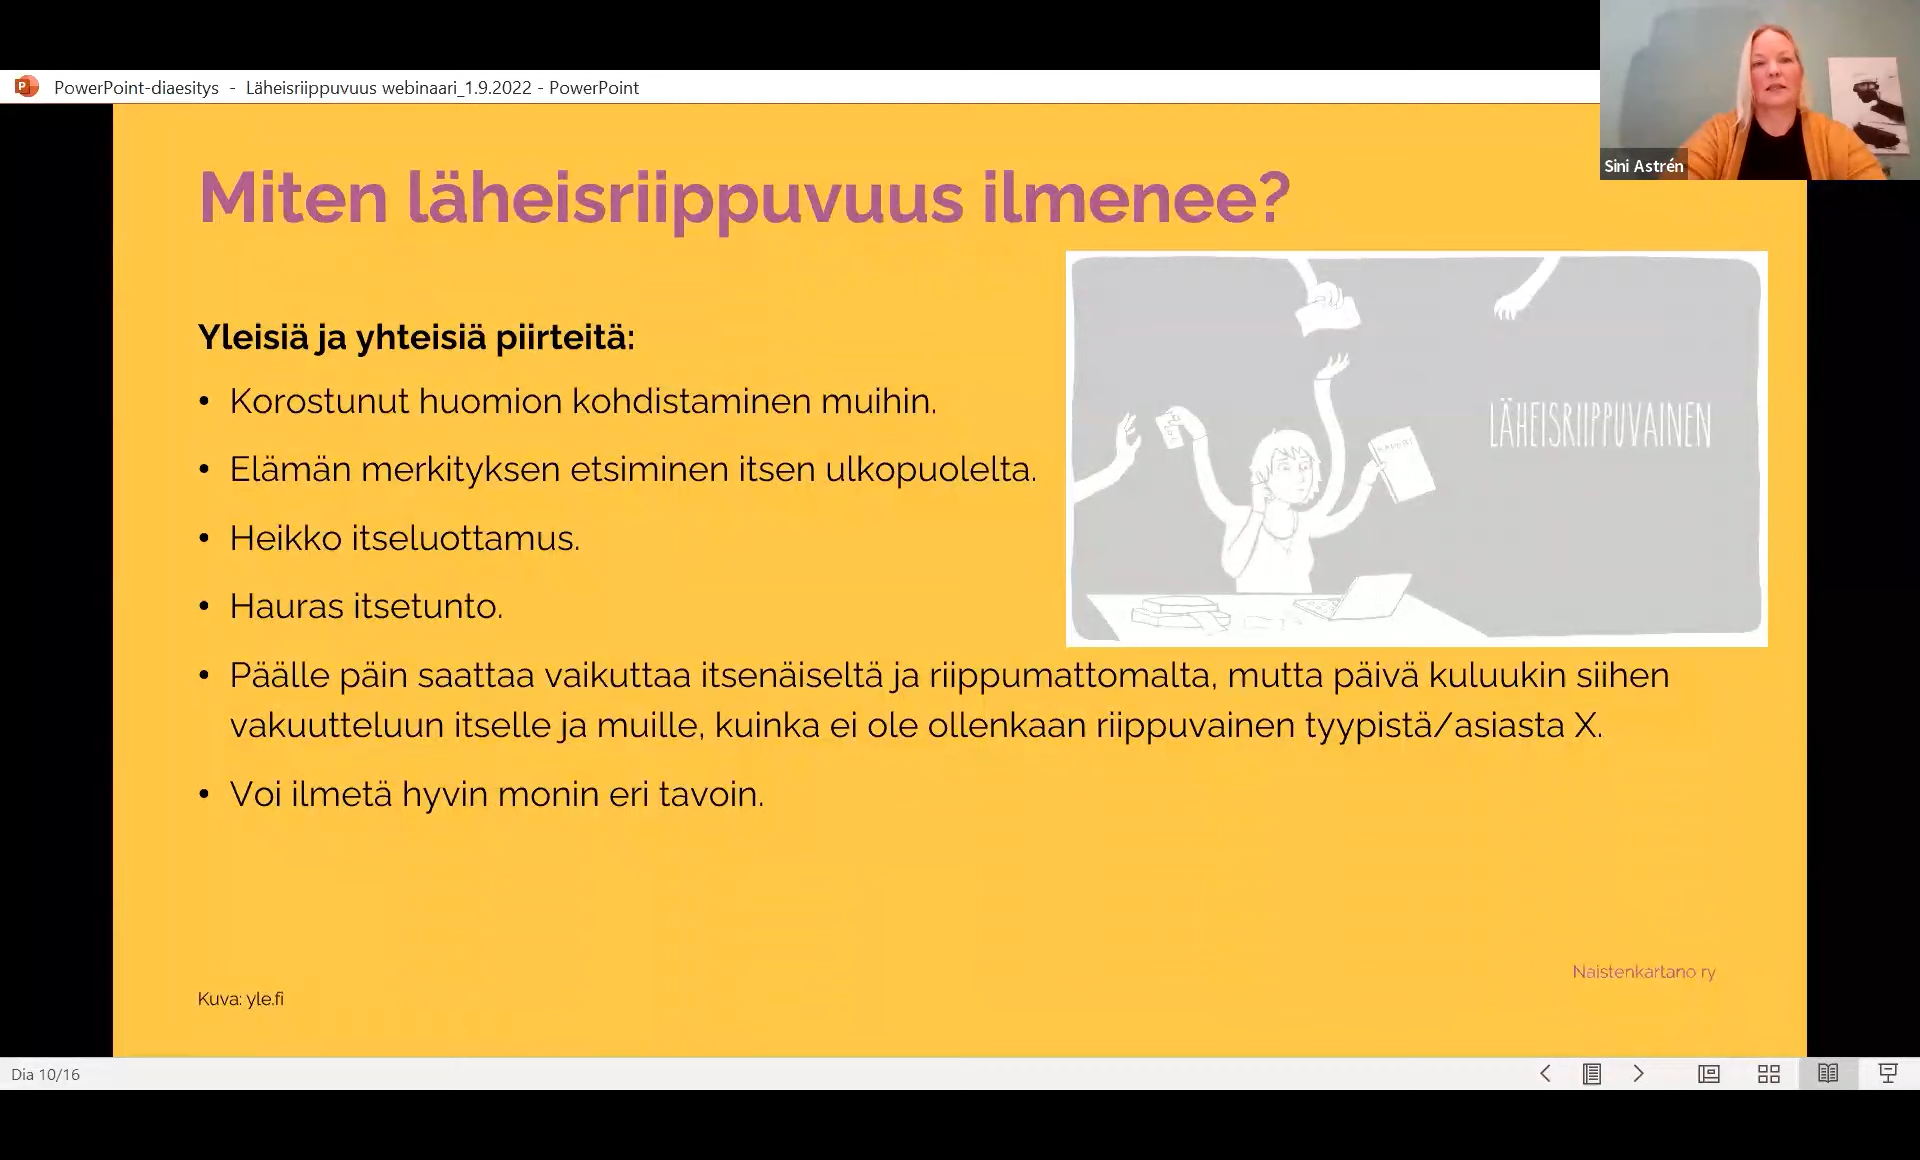 PowerPoint-diaesitys - Läheisriippuvuus webinaari_1.9.2022 - PowerPoint
Sini Astrén
Miten läheisriippuvuus ilmenee?
Yleisiä ja yhteisiä piirteitä:
• Korostunut huomion kohdistaminen muihin.
• Elämän merkityksen etsiminen itsen ulkopuolelta.
• Heikko itseluottamus.
• Hauras itsetunto.
• Päälle päin saattaa vaikuttaa itsenäiseltä ja riippumattomalta, mutta päivä kuluukin siihen
vakuutteluun itselle ja muille, kuinka ei ole ollenkaan riippuvainen tyypistä/asiasta X.
• Voi ilmetä hyvin monin eri tavoin.
LÄHEISRIIPPUVAINEN
Naistenkartano ry
Kuva: yle.fi
Dia 10/16